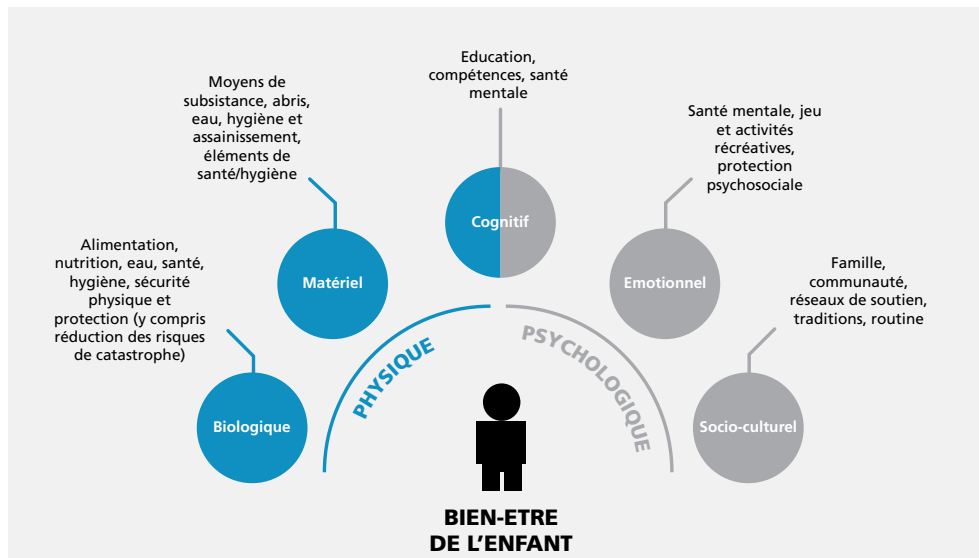 Education,
compétences, santé
mentale
Moyens de
subsistance, abris,
eau, hygiène et
assainissement,
éléments de
santé/hygiène
Santé mentale, jeu
et activités
récréatives,
protection
psychosociale
Cognitif
Alimentation,
nutrition, eau, santé,
hygiène, sécurité
physique et
protection (y compris
réduction des risques
de catastrophe)
Matériel
Emotionnel
Famille,
communauté,
réseaux de soutien,
traditions, routine
PHYSIQUE
PSYCHOLOGIQUE
Biologique
Socio-culturel
BIEN-ETRE
DE L'ENFANT